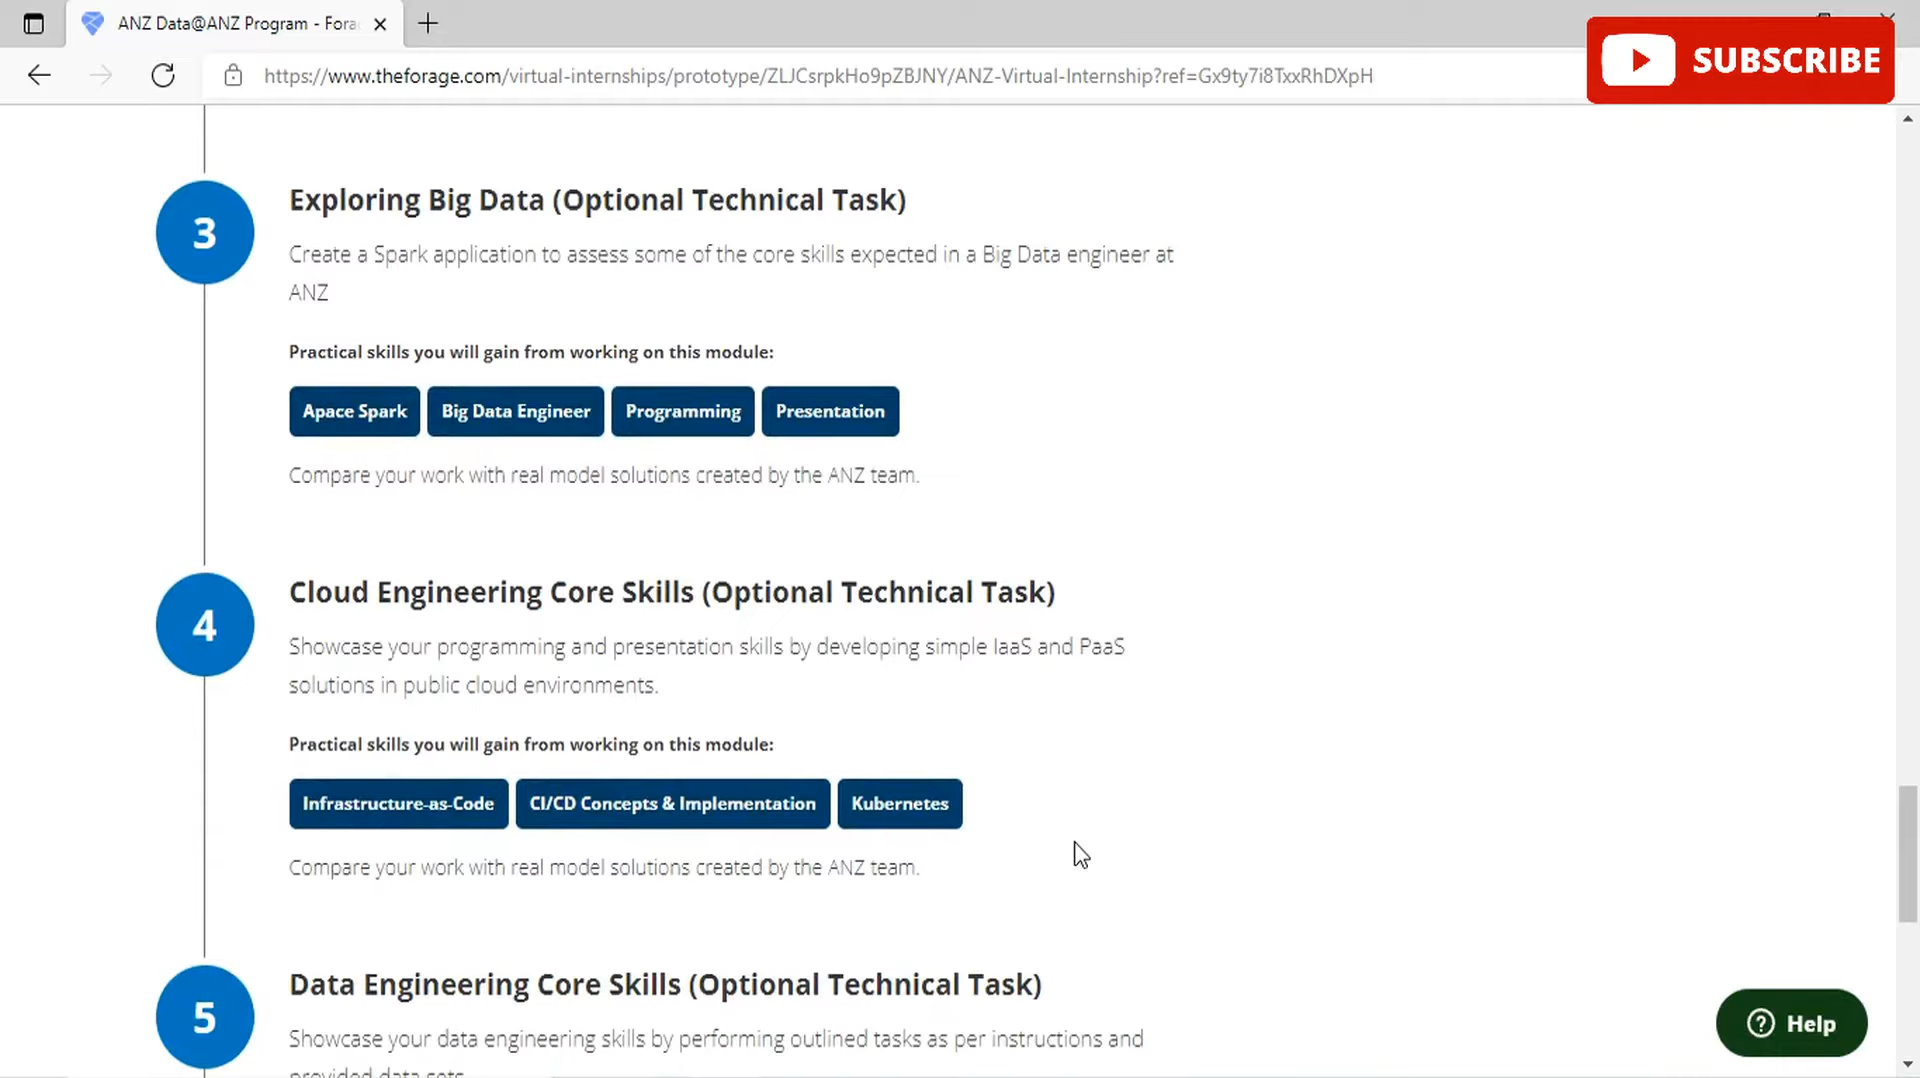 ANZ Data@ANZ Program - Fora
SUBSCRIBE
https://www.theforage.com/virtual-internships/prototype/ZLJCsrpkHo9pZBJNY/ANZ-Virtual-Internship?ref=Gx9ty7i8TxxRhDXpH
3
Exploring Big Data (Optional Technical Task)
Create a Spark application to assess some of the core skills expected in a Big Data engineer at
ANZ
Practical skills you will gain from working on this module:
Apace Spark Big Data Engineer Programming Presentation
Compare your work with real model solutions created by the ANZ team.
4
Cloud Engineering Core Skills (Optional Technical Task)
Showcase your programming and presentation skills by developing simple IaaS and PaaS
solutions in public cloud environments.
Practical skills you will gain from working on this module:
Infrastructure-as-Code CI/CD Concepts & Implementation Kubernetes
Compare your work with real model solutions created by the ANZ team.
5
Data Engineering Core Skills (Optional Technical Task)
Showcase your data engineering skills by performing outlined tasks as per instructions and
provided data sets
Help